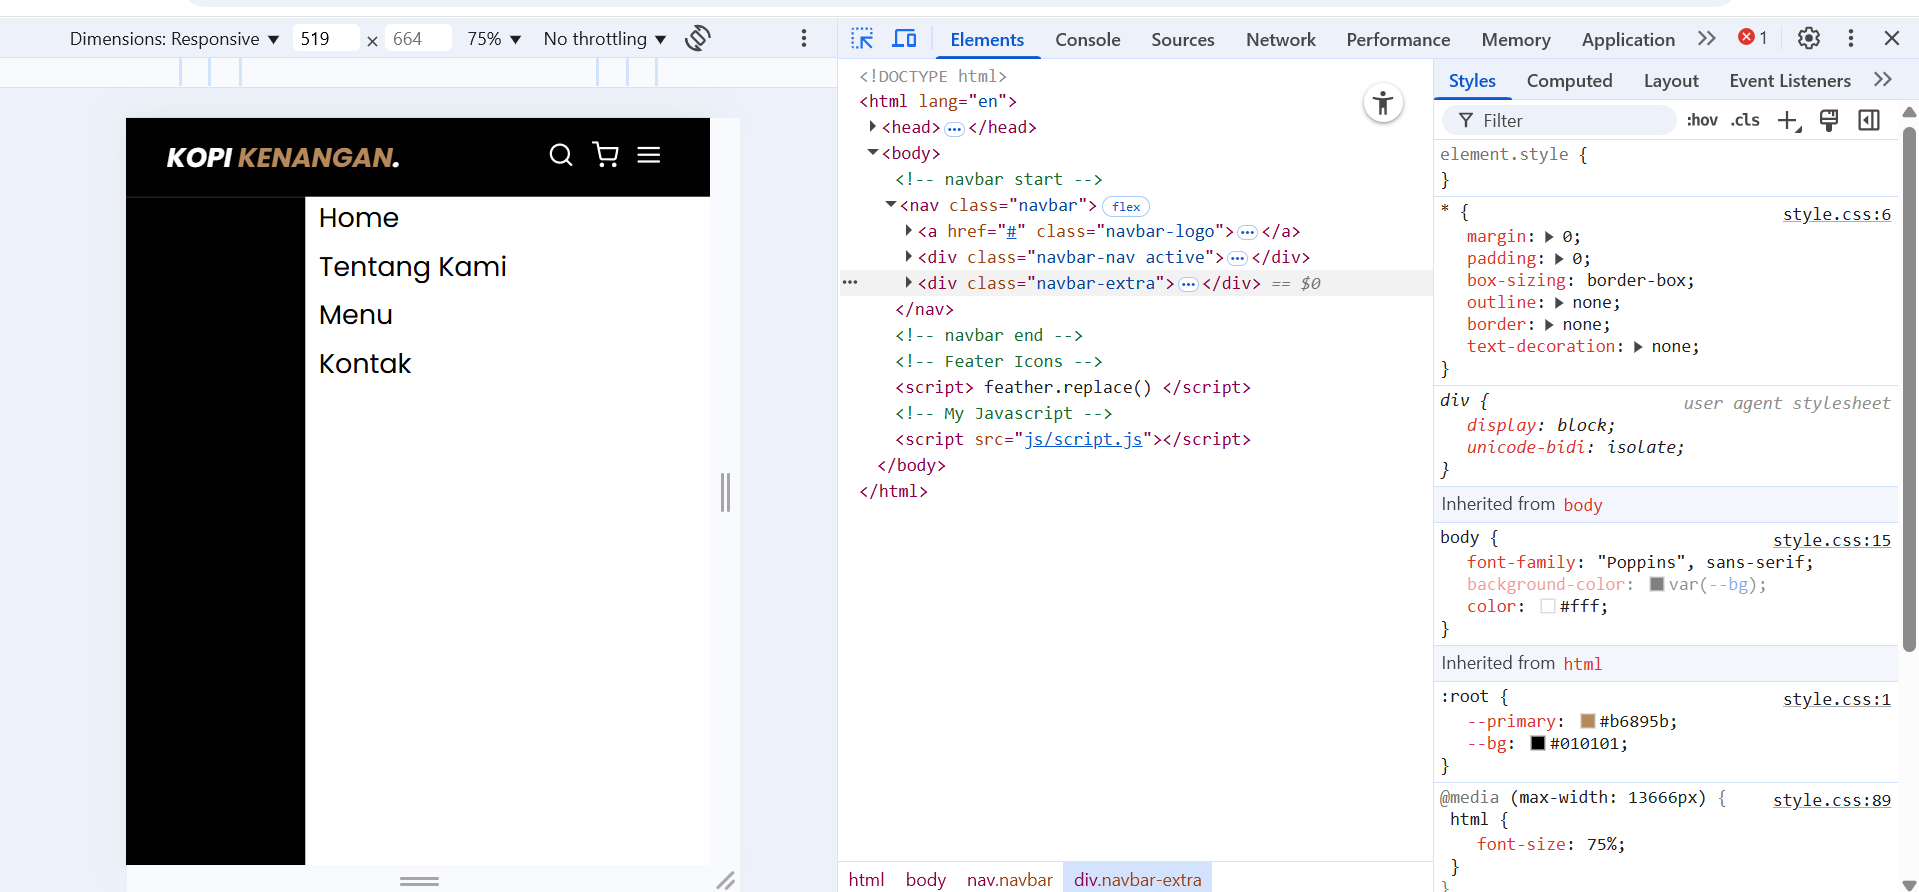 Dimensions: Responsive ▼ 519 × 664 75% ▼ No throttling ▼
KOPI KENANGAN.
Home
Tentang Kami
Menu
Kontak
Elements Console Sources Network Performance Memory Application 1
<!DOCTYPE html>
<html lang="en">
<head> ••• </head>
<body>
<!-- navbar start -->
<nav class="navbar"> flex
<a href="#" class="navbar-logo"> ••• </a>
<div class="navbar-nav active"> ••• </div>
••• <div class="navbar-extra"> ••• </div> == $0
</nav>
<!-- navbar end -->
<!-- Feater Icons -->
<script> feather.replace() </script>
<!-- My Javascript -->
<script src="js/script.js"></script>
</body>
</html>
html body nav.navbar div.navbar-extra
Styles Computed Layout Event Listeners
Filter :hov .cls
element.style {
}
* { style.css:6
margin: 0;
padding: 0;
box-sizing: border-box;
outline: none;
border: none;
text-decoration: none;
}
div { user agent stylesheet
display: block;
unicode-bidi: isolate;
}
Inherited from body
body { style.css:15
font-family: "Poppins", sans-serif;
background-color: var(--bg);
color: #fff;
}
Inherited from html
:root { style.css:1
--primary: #b6895b;
--bg: #010101;
}
@media (max-width: 13666px) { style.css:89
html {
font-size: 75%;
}
}